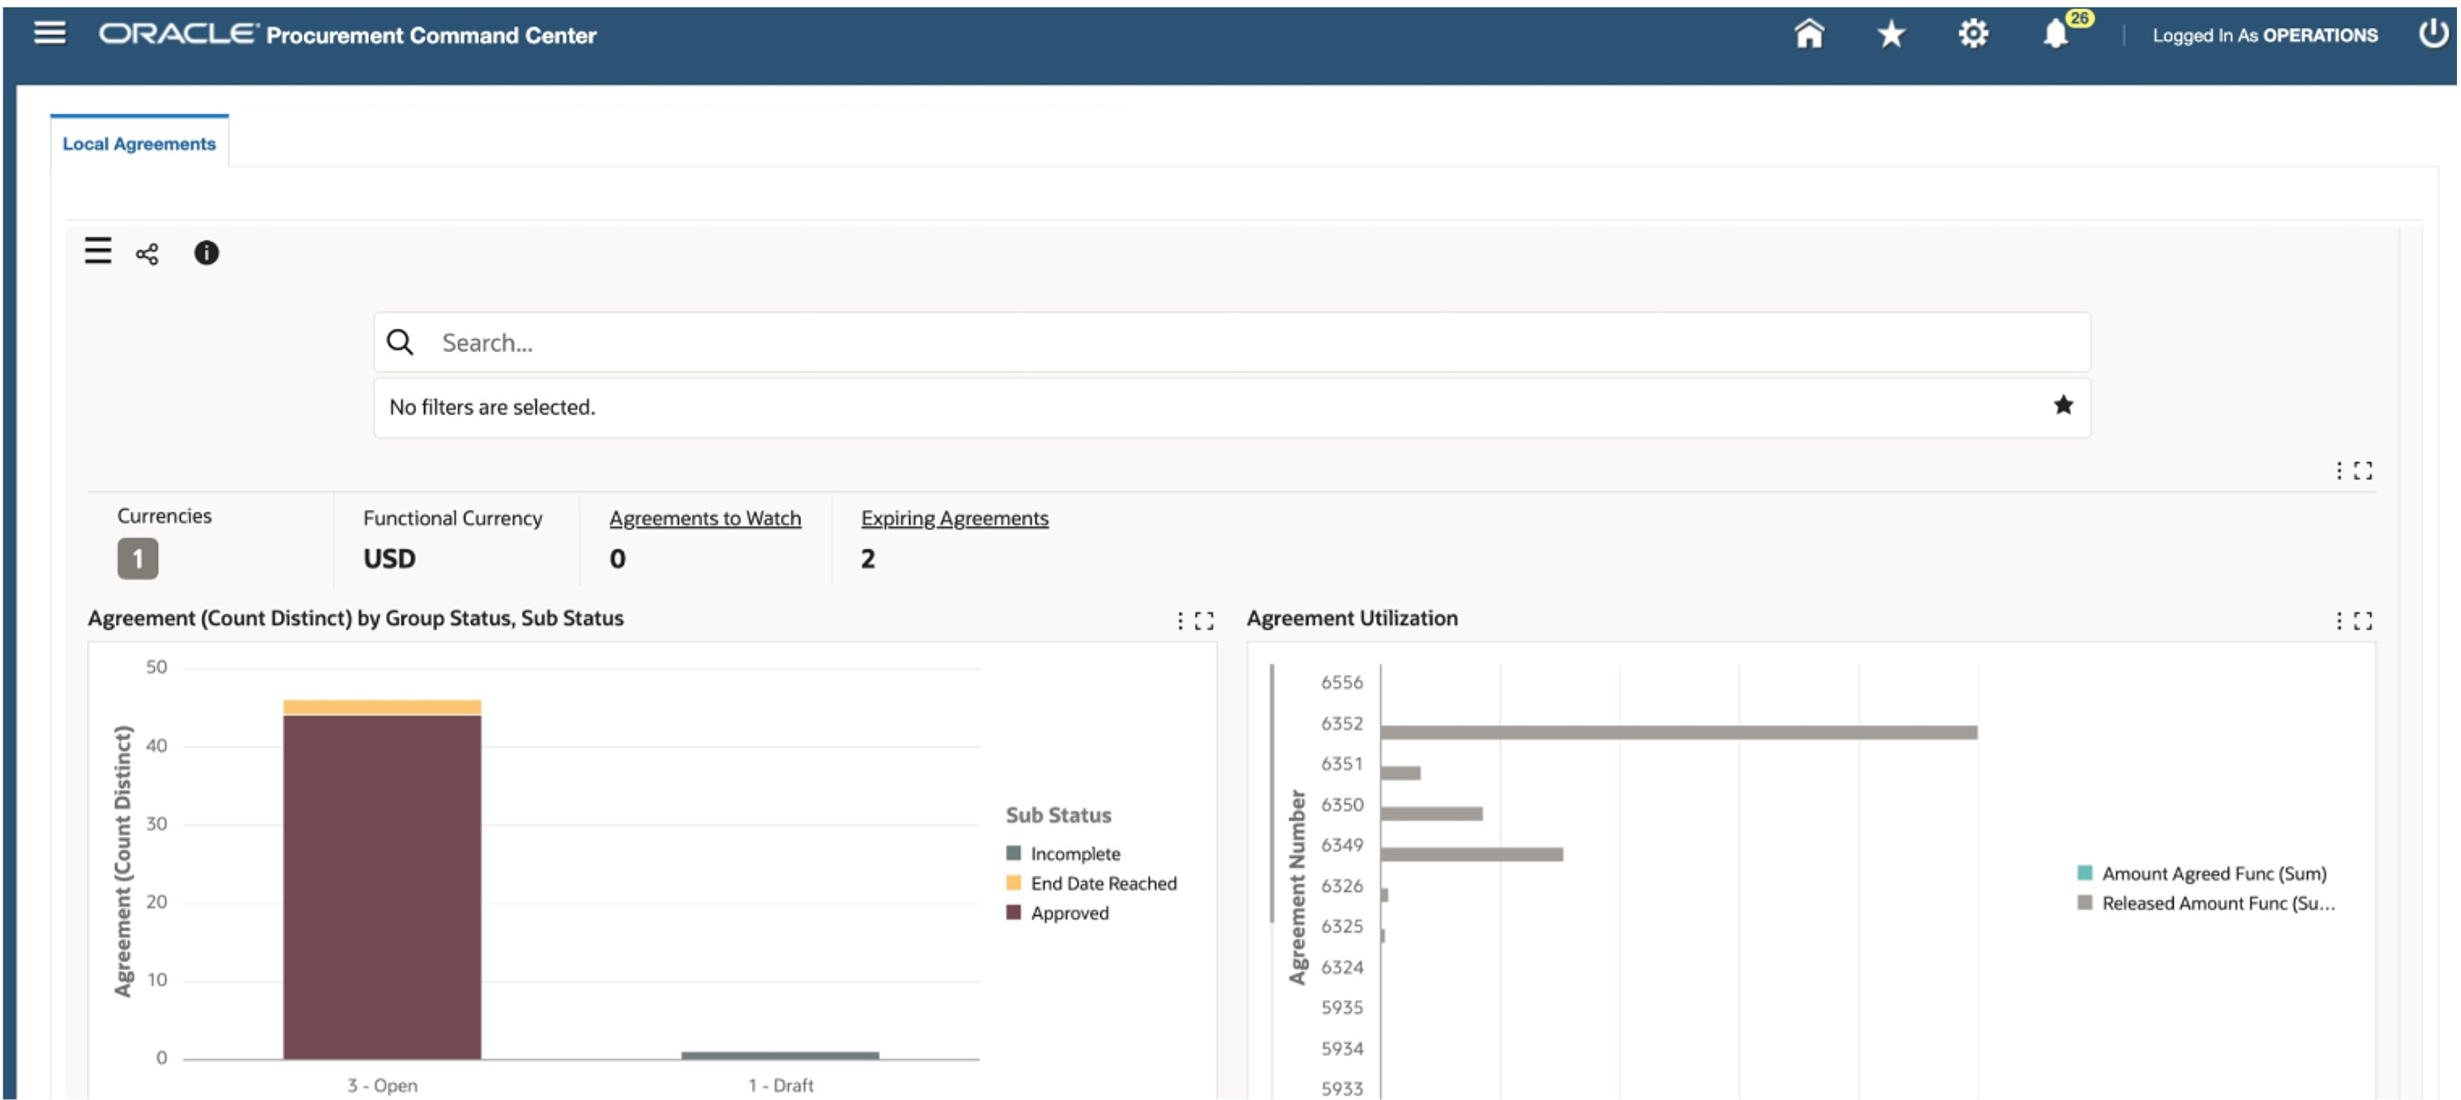 ORACLE Procurement Command Center
26
Logged In As OPERATIONS
Local Agreements
Search...
No filters are selected.
Currencies
1
Functional Currency
USD
Agreements to Watch
0
Expiring Agreements
2
Agreement (Count Distinct) by Group Status, Sub Status
Agreement (Count Distinct)
50
40
30
20
10
0
3 - Open
1 - Draft
Sub Status
Incomplete
End Date Reached
Approved
Agreement Utilization
Agreement Number
6556
6352
6351
6350
6349
6326
6325
6324
5935
5934
5933
Amount Agreed Func (Sum)
Released Amount Func (Su...